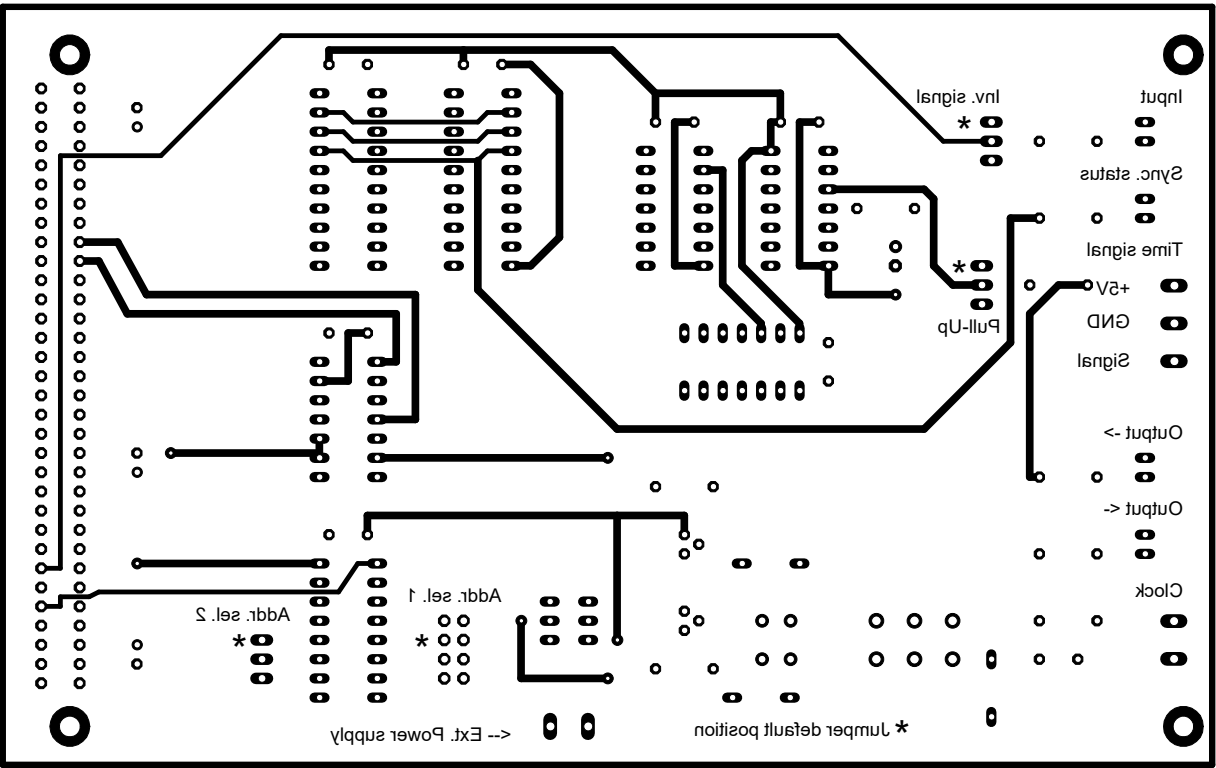 Input
Inv. signal
*
Sync. status
Time signal
*
+5V
GND
Pull-Up
Signal
Output ->
Output <-
Clock
Addr. sel. 1
*
Addr. sel. 2
*
* Jumper default position
<-- Ext. Power supply